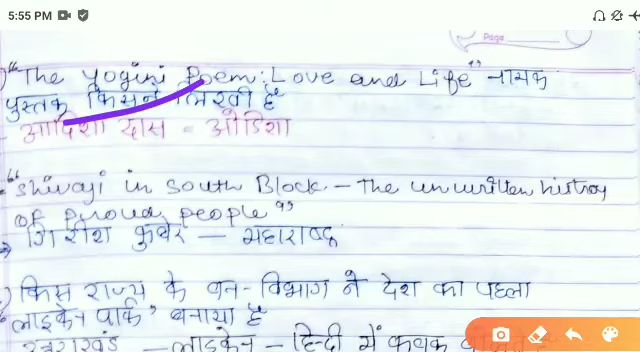 5:55 PM
Page
"The Yogini Poem: Love and Life" नामक
पुस्तक किसने लिखी है
आदिशा दास = ओडिशा
"Shivaji in South Block - The unwritten history
of proud people"
गिरीश कुबेर — महाराष्ट्र
किस राज्य के वन-विभाग ने देश का पहला
'लाइकेन पार्क' बनाया है
उत्तराखंड — लाइकेन - हिन्दी में कवक